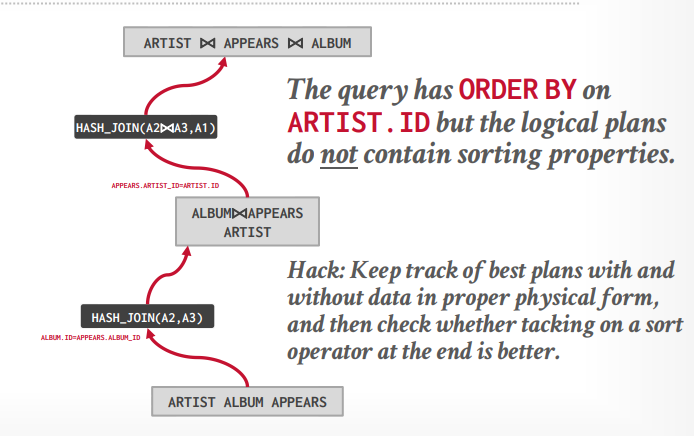 ARTIST ⋈ APPEARS ⋈ ALBUM
The query has ORDER BY on
ARTIST.ID but the logical plans
do not contain sorting properties.
HASH_JOIN(A2⋈A3,A1)
APPEARS.ARTIST_ID=ARTIST.ID
ALBUM⋈APPEARS
ARTIST
Hack: Keep track of best plans with and
without data in proper physical form,
and then check whether tacking on a sort
operator at the end is better.
HASH_JOIN(A2,A3)
ALBUM.ID=APPEARS.ALBUM_ID
ARTIST ALBUM APPEARS